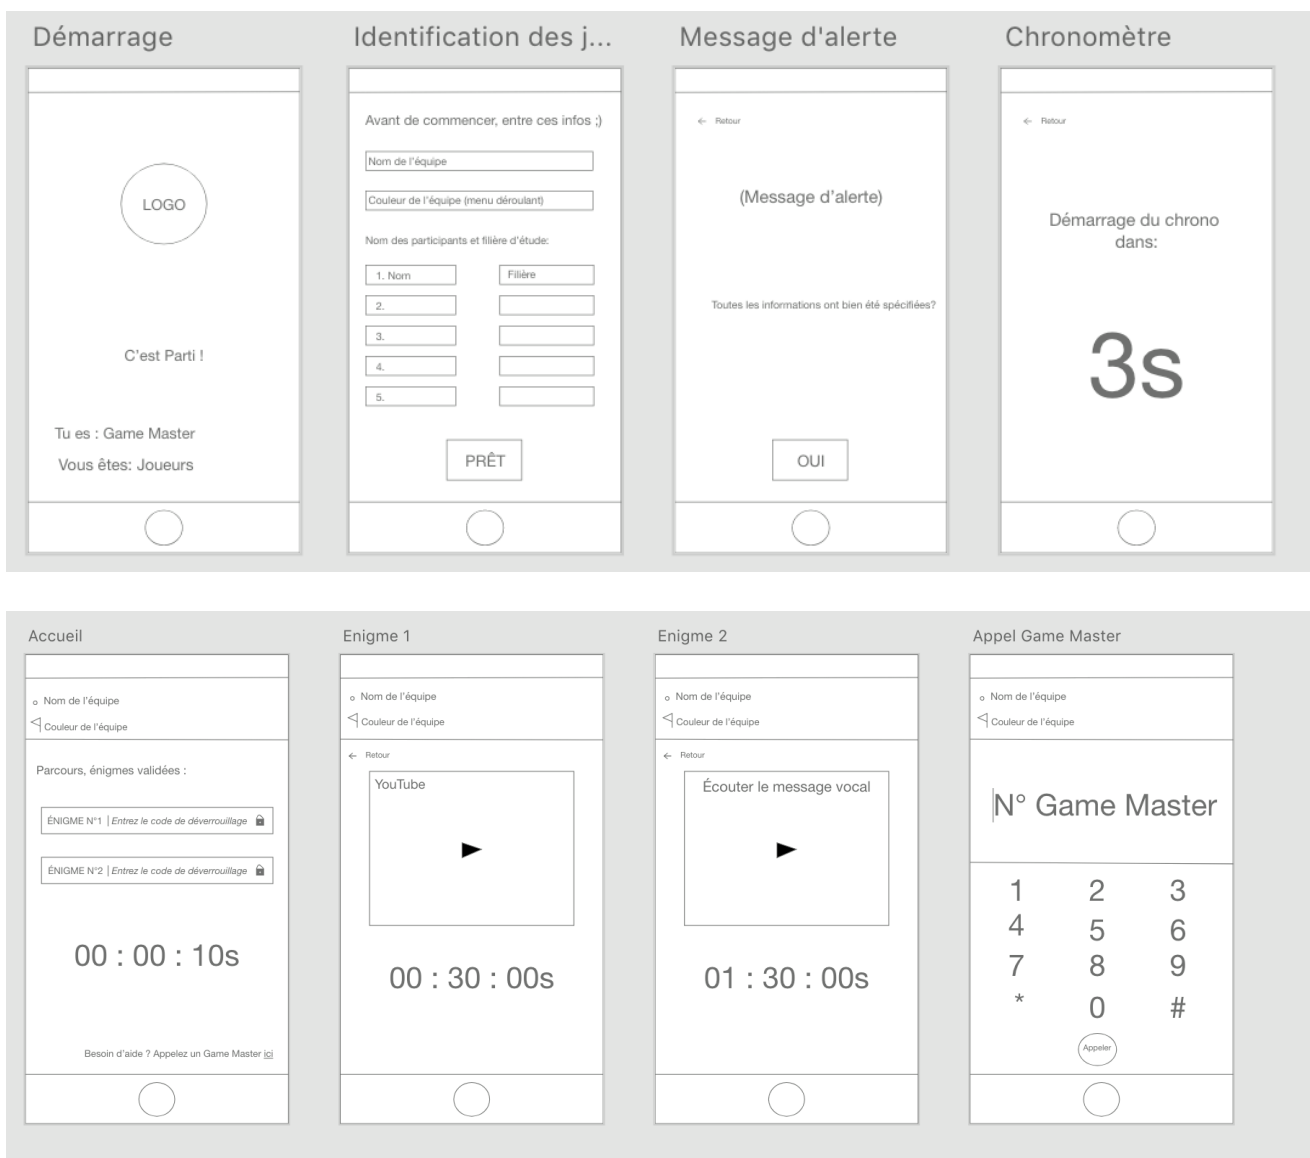 Démarrage
LOGO
C'est Parti !
Tu es : Game Master
Vous êtes: Joueurs
Identification des j...
Avant de commencer, entre ces infos ;)
Nom de l'équipe
Couleur de l'équipe (menu déroulant)
Nom des participants et filière d'étude:
1. Nom Filière
2.
3.
4.
5.
PRÊT
Message d'alerte
← Retour
(Message d'alerte)
Toutes les informations ont bien été spécifiées?
OUI
Chronomètre
← Retour
Démarrage du chrono
dans:
3s
Accueil
Nom de l'équipe
Couleur de l'équipe
Parcours, énigmes validées :
ÉNIGME N°1 | Entrez le code de déverrouillage
ÉNIGME N°2 | Entrez le code de déverrouillage
00 : 00 : 10s
Besoin d'aide ? Appelez un Game Master ici
Enigme 1
Nom de l'équipe
Couleur de l'équipe
← Retour
YouTube
00 : 30 : 00s
Enigme 2
Nom de l'équipe
Couleur de l'équipe
← Retour
Écouter le message vocal
01 : 30 : 00s
Appel Game Master
Nom de l'équipe
Couleur de l'équipe
N° Game Master
1 2 3
4 5 6
7 8 9
* 0 #
Appeler